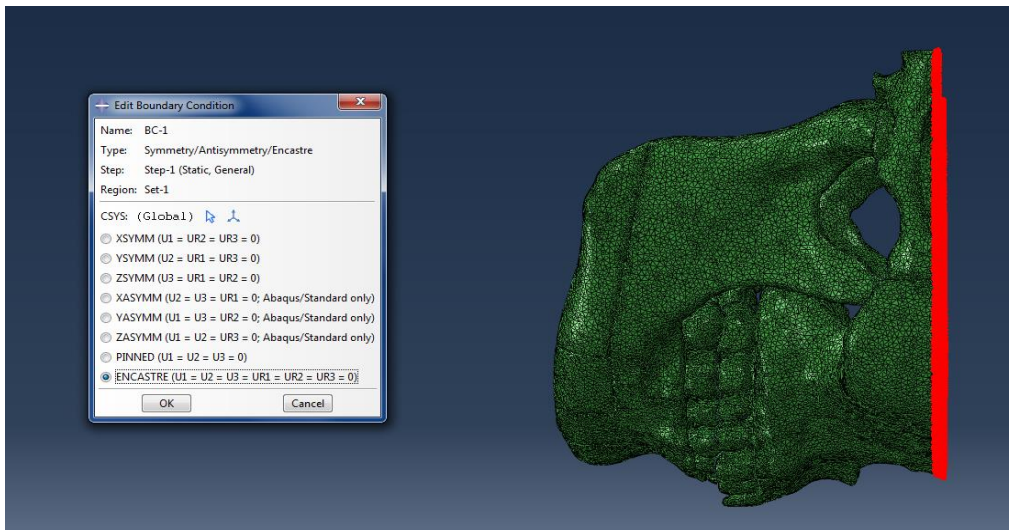 Edit Boundary Condition
Name: BC-1
Type: Symmetry/Antisymmetry/Encastre
Step: Step-1 (Static, General)
Region: Set-1
CSYS: (Global)
XSYMM (U1 = UR2 = UR3 = 0)
YSYMM (U2 = UR1 = UR3 = 0)
ZSYMM (U3 = UR1 = UR2 = 0)
XASYMM (U2 = U3 = UR1 = 0; Abaqus/Standard only)
YASYMM (U1 = U3 = UR2 = 0; Abaqus/Standard only)
ZASYMM (U1 = U2 = UR3 = 0; Abaqus/Standard only)
PINNED (U1 = U2 = U3 = 0)
ENCASTRE (U1 = U2 = U3 = UR1 = UR2 = UR3 = 0)
OK Cancel